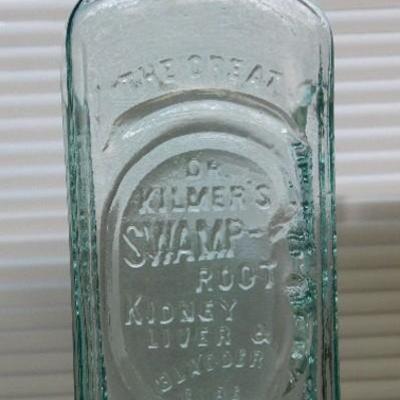 THE GREAT
DR.
KILMER'S
SWAMP-
ROOT
KIDNEY
LIVER &
BLADDER